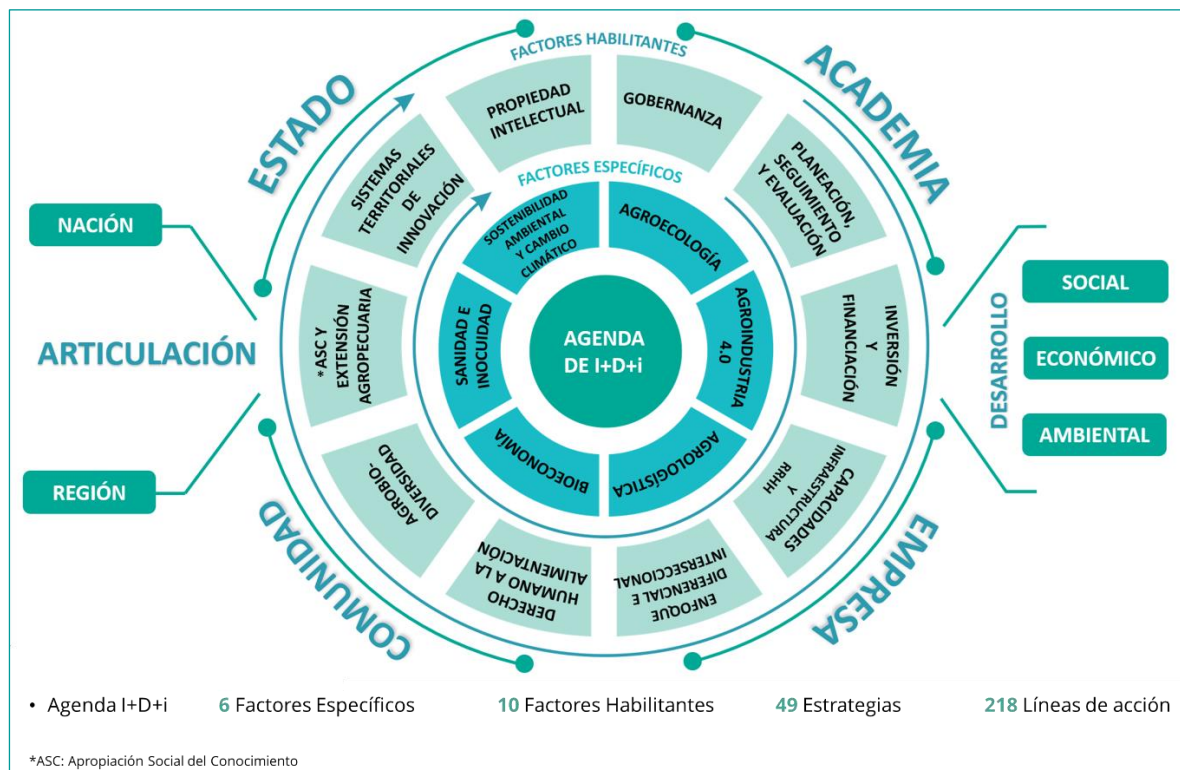 FACTORES HABILITANTES
ESTADO
ACADEMIA
PROPIEDAD
INTELECTUAL
GOBERNANZA
PLANEACIÓN,
SEGUIMIENTO
Y EVALUACIÓN
INVERSIÓN
Y
FINANCIACIÓN
CAPACIDADES
INFRAESTRUCTURA
Y
RRHH
ENFOQUE
DIFERENCIAL E
INTERSECCIONAL
DERECHO
HUMANO A LA
ALIMENTACIÓN
AGROBIO-
DIVERSIDAD
*ASC Y
EXTENSIÓN
AGROPECUARIA
SISTEMAS
TERRITORIALES
DE
INNOVACIÓN
FACTORES ESPECÍFICOS
SOSTENIBILIDAD
AMBIENTAL
Y CAMBIO
CLIMÁTICO
AGROECOLOGÍA
AGROINDUSTRIA
4.0
AGROLOGÍSTICA
BIOECONOMÍA
SANIDAD E
INOCUIDAD
AGENDA
DE I+D+i
NACIÓN
ARTICULACIÓN
REGIÓN
COMUNIDAD
EMPRESA
DESARROLLO
SOCIAL
ECONÓMICO
AMBIENTAL
• Agenda I+D+i 6 Factores Específicos 10 Factores Habilitantes 49 Estrategias 218 Líneas de acción
*ASC: Apropiación Social del Conocimiento